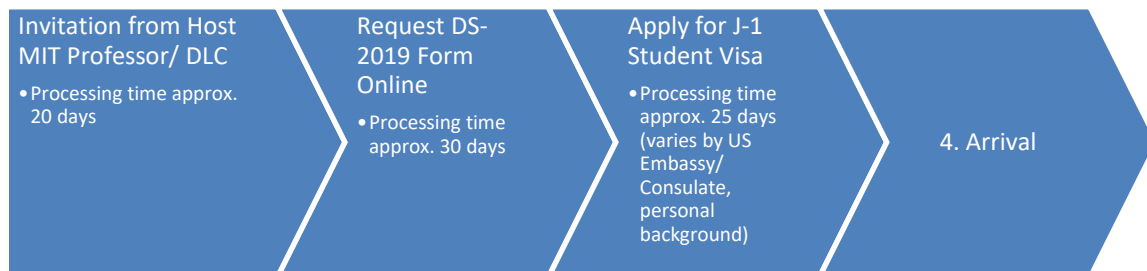 Invitation from Host
MIT Professor/ DLC
•Processing time approx.
20 days
Request DS-
2019 Form
Online
•Processing time
approx. 30 days
Apply for J-1
Student Visa
•Processing time
approx. 25 days
(varies by US
Embassy/
Consulate,
personal
background)
4. Arrival